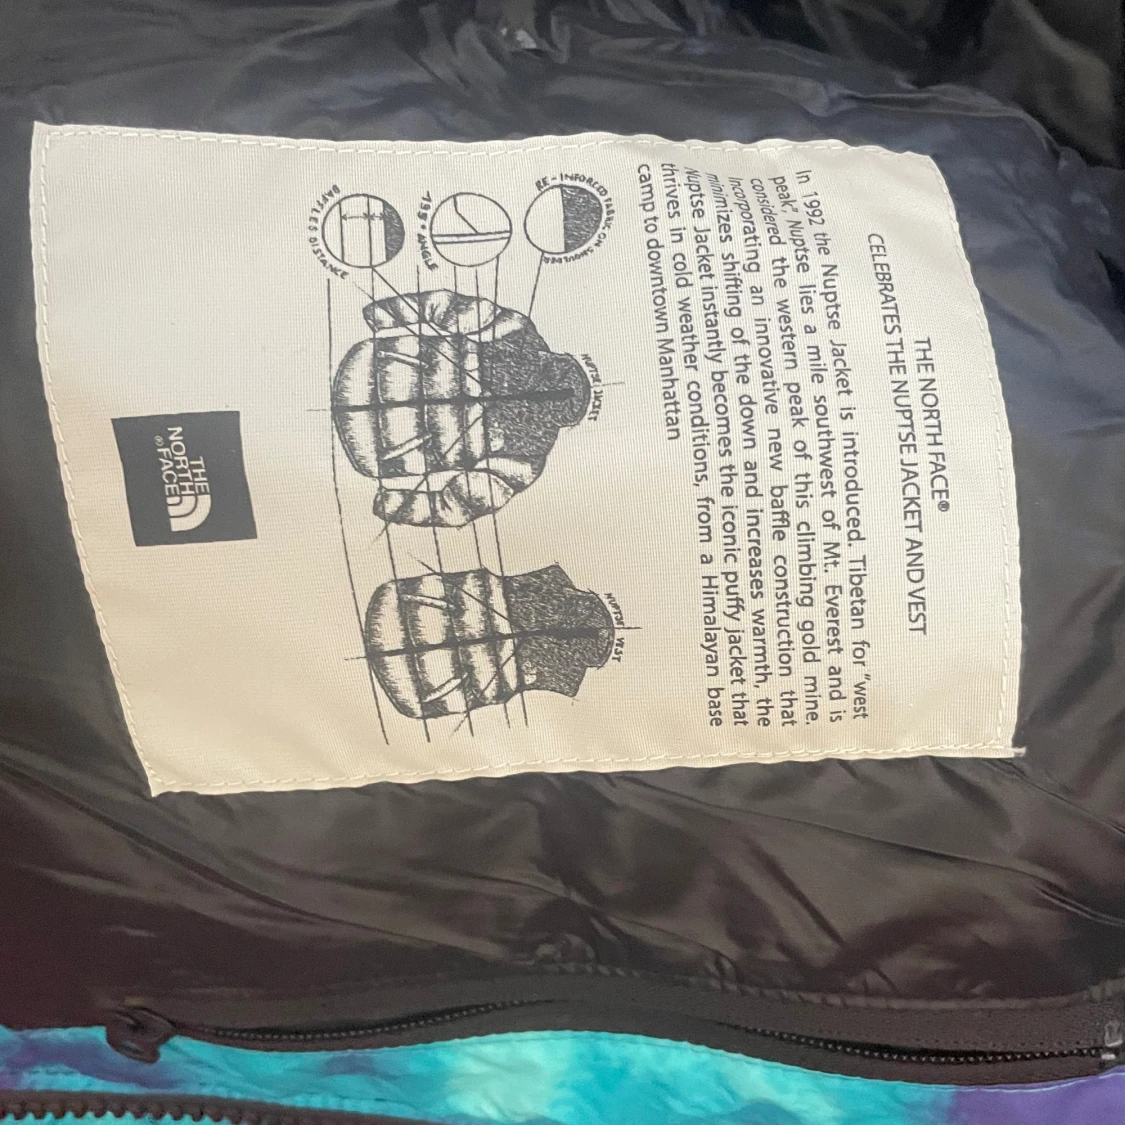 THE NORTH FACE®
CELEBRATES THE NUPTSE JACKET AND VEST
In 1992 the Nuptse Jacket is introduced. Tibetan for "west
peak", Nuptse lies a mile southwest of Mt. Everest and is
considered the western peak of this climbing gold mine.
Incorporating an innovative new baffle construction that
minimizes shifting of the down and increases warmth, the
Nuptse Jacket instantly becomes the iconic puffy jacket that
thrives in cold weather conditions, from a Himalayan base
camp to downtown Manhattan
RE-INFORCED FABRIC ON SHOULDER
NUPTSE JACKET
NUPTSE VEST
135° ANGLE
BAFFLES DISTANCE
THE
NORTH
FACE
®